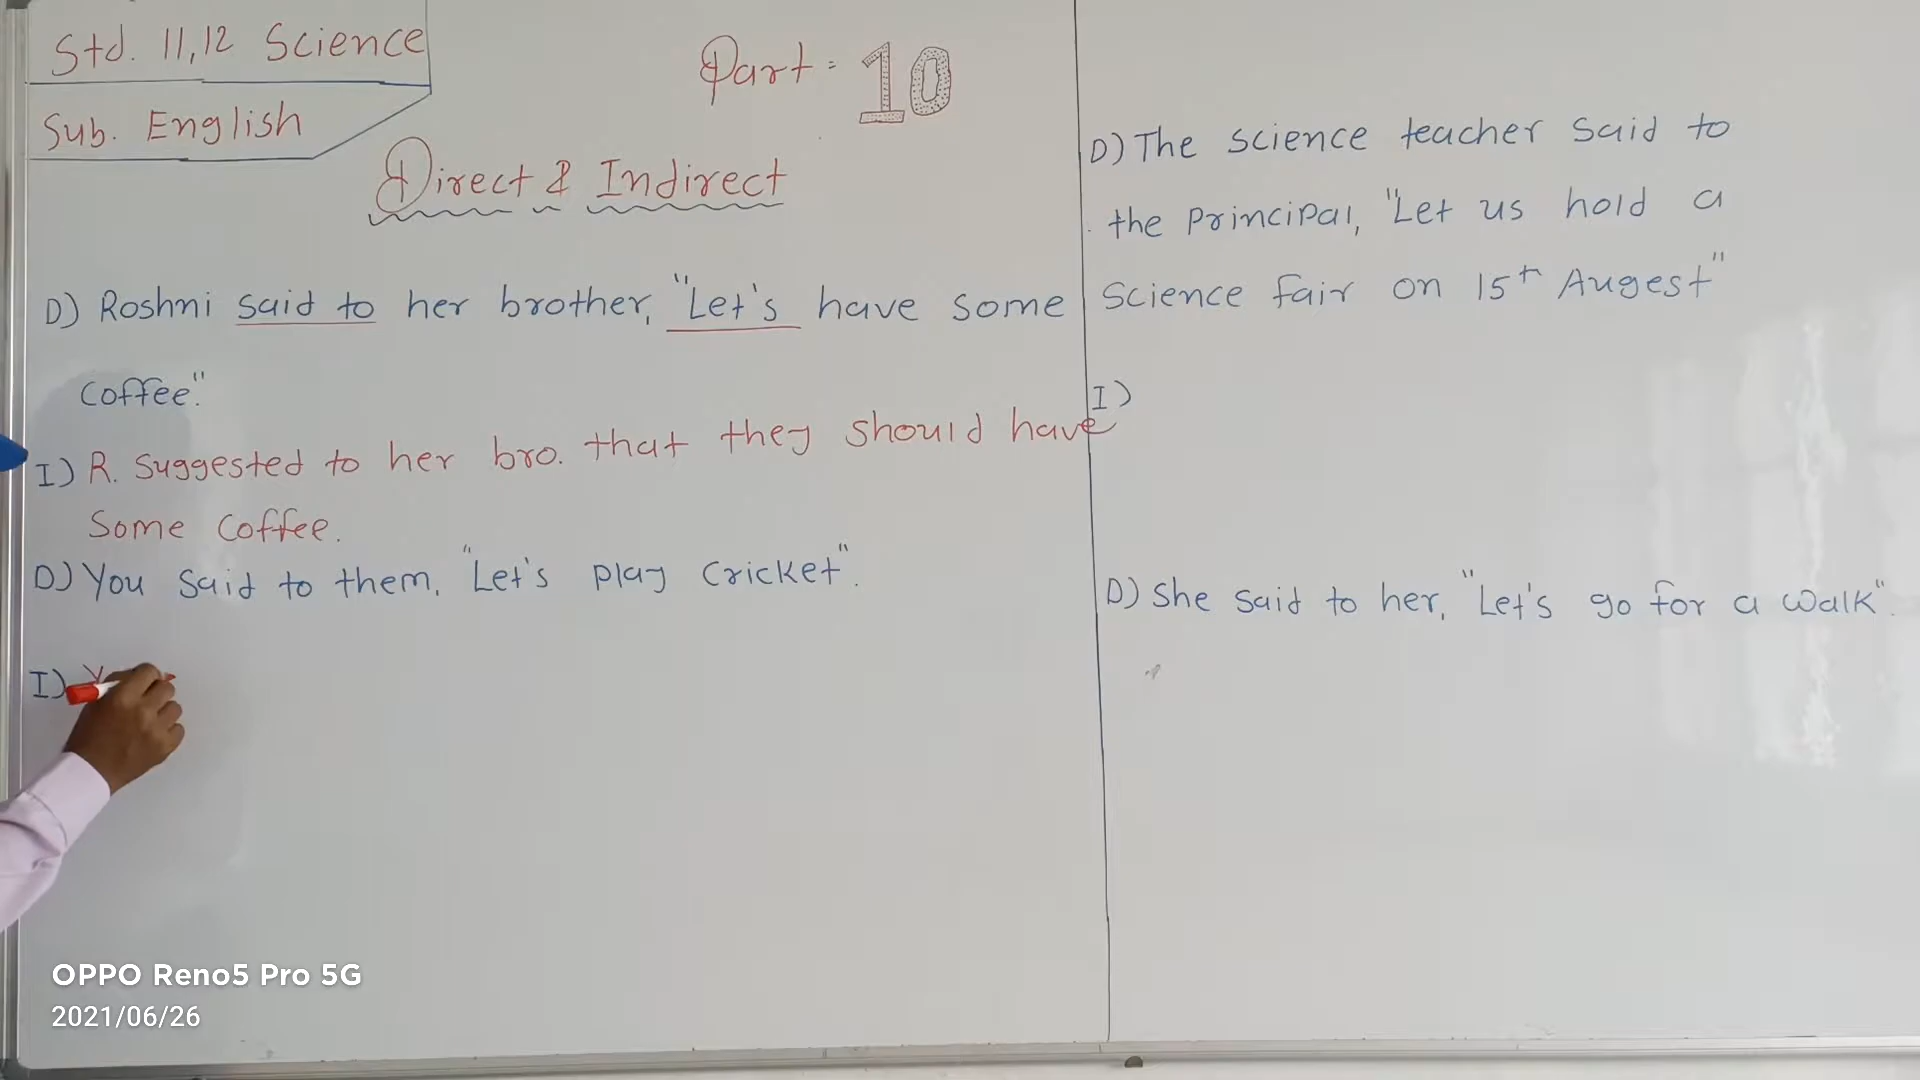 Std. 11,12 Science
Sub. English
Part = 10
Direct & Indirect
D) Roshni said to her brother, "Let's have some
coffee."
I) R. suggested to her bro. that they should have
some coffee.
D) You said to them, "Let's play cricket".
I)
D) The science teacher said to
the principal, "Let us hold a
science fair on 15th Augest"
I)
D) She said to her, "Let's go for a walk".
OPPO Reno5 Pro 5G
2021/06/26